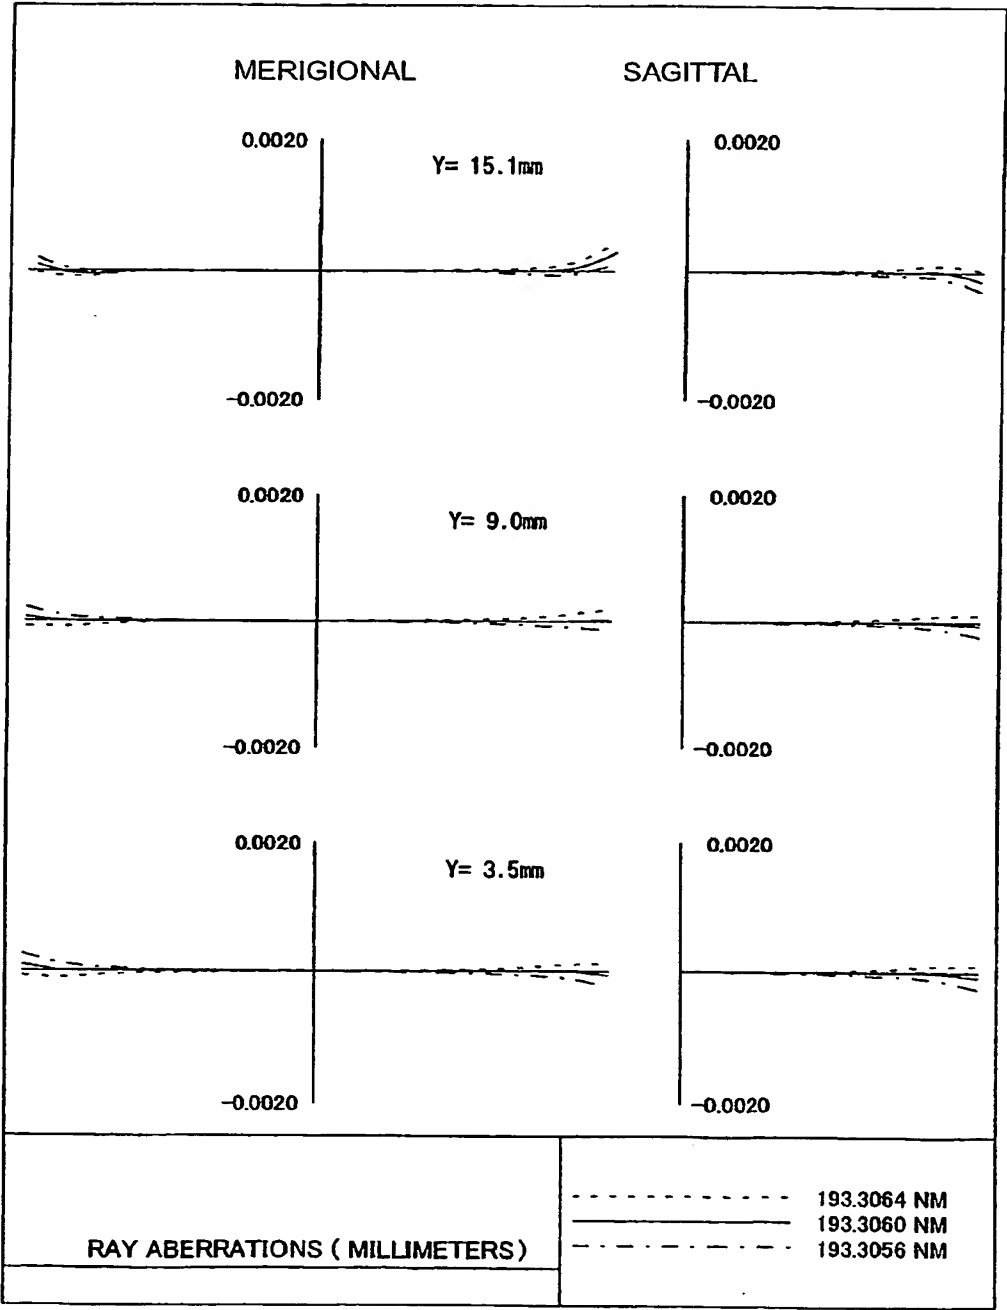 MERIGIONAL SAGITTAL
0.0020 0.0020
Y= 15.1mm
-0.0020 -0.0020
0.0020 0.0020
Y= 9.0mm
-0.0020 -0.0020
0.0020 0.0020
Y= 3.5mm
-0.0020 -0.0020
193.3064 NM
193.3060 NM
RAY ABERRATIONS ( MILLIMETERS ) 193.3056 NM